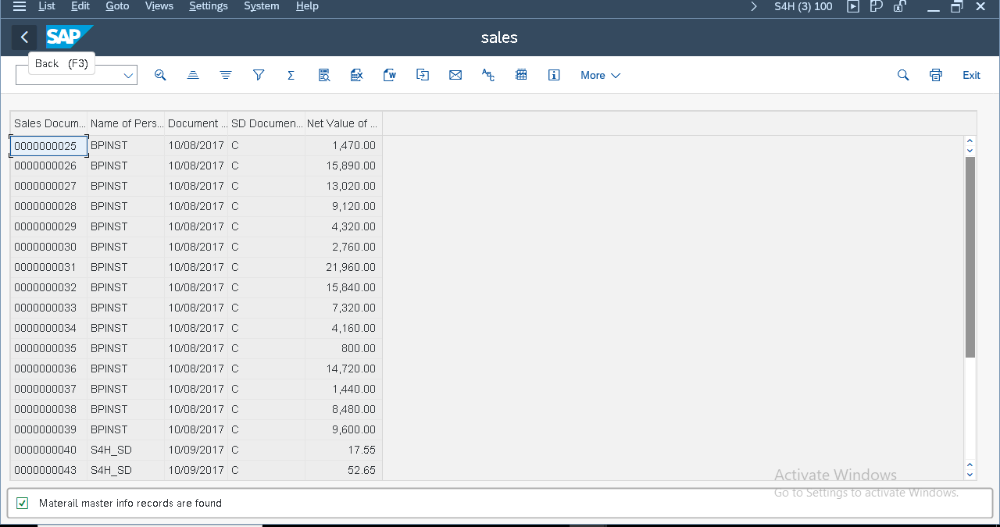 List Edit Goto Views Settings System Help S4H (3) 100
SAP sales
Back (F3)
More Exit
Sales Docum... Name of Pers... Document ... SD Documen... Net Value of ...
0000000025 BPINST 10/08/2017 C 1,470.00
0000000026 BPINST 10/08/2017 C 15,890.00
0000000027 BPINST 10/08/2017 C 13,020.00
0000000028 BPINST 10/08/2017 C 9,120.00
0000000029 BPINST 10/08/2017 C 4,320.00
0000000030 BPINST 10/08/2017 C 2,760.00
0000000031 BPINST 10/08/2017 C 21,960.00
0000000032 BPINST 10/08/2017 C 15,840.00
0000000033 BPINST 10/08/2017 C 7,320.00
0000000034 BPINST 10/08/2017 C 4,160.00
0000000035 BPINST 10/08/2017 C 800.00
0000000036 BPINST 10/08/2017 C 14,720.00
0000000037 BPINST 10/08/2017 C 1,440.00
0000000038 BPINST 10/08/2017 C 8,480.00
0000000039 BPINST 10/08/2017 C 9,600.00
0000000040 S4H_SD 10/09/2017 C 17.55
0000000043 S4H_SD 10/09/2017 C 52.65
Activate Windows
Go to Settings to activate Windows.
Materail master info records are found